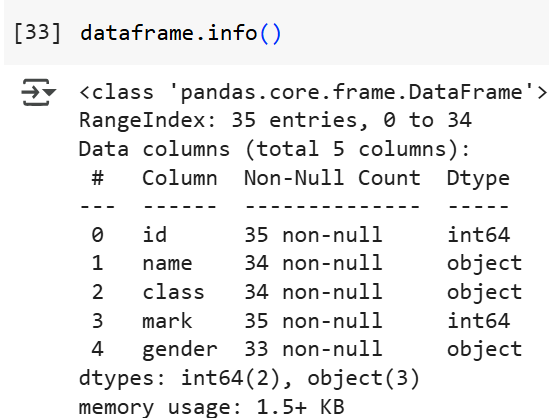 [33] dataframe.info()
<class 'pandas.core.frame.DataFrame'>
RangeIndex: 35 entries, 0 to 34
Data columns (total 5 columns):
 #   Column  Non-Null Count  Dtype
---  ------  --------------  -----
 0   id      35 non-null     int64
 1   name    34 non-null     object
 2   class   34 non-null     object
 3   mark    35 non-null     int64
 4   gender  33 non-null     object
dtypes: int64(2), object(3)
memory usage: 1.5+ KB